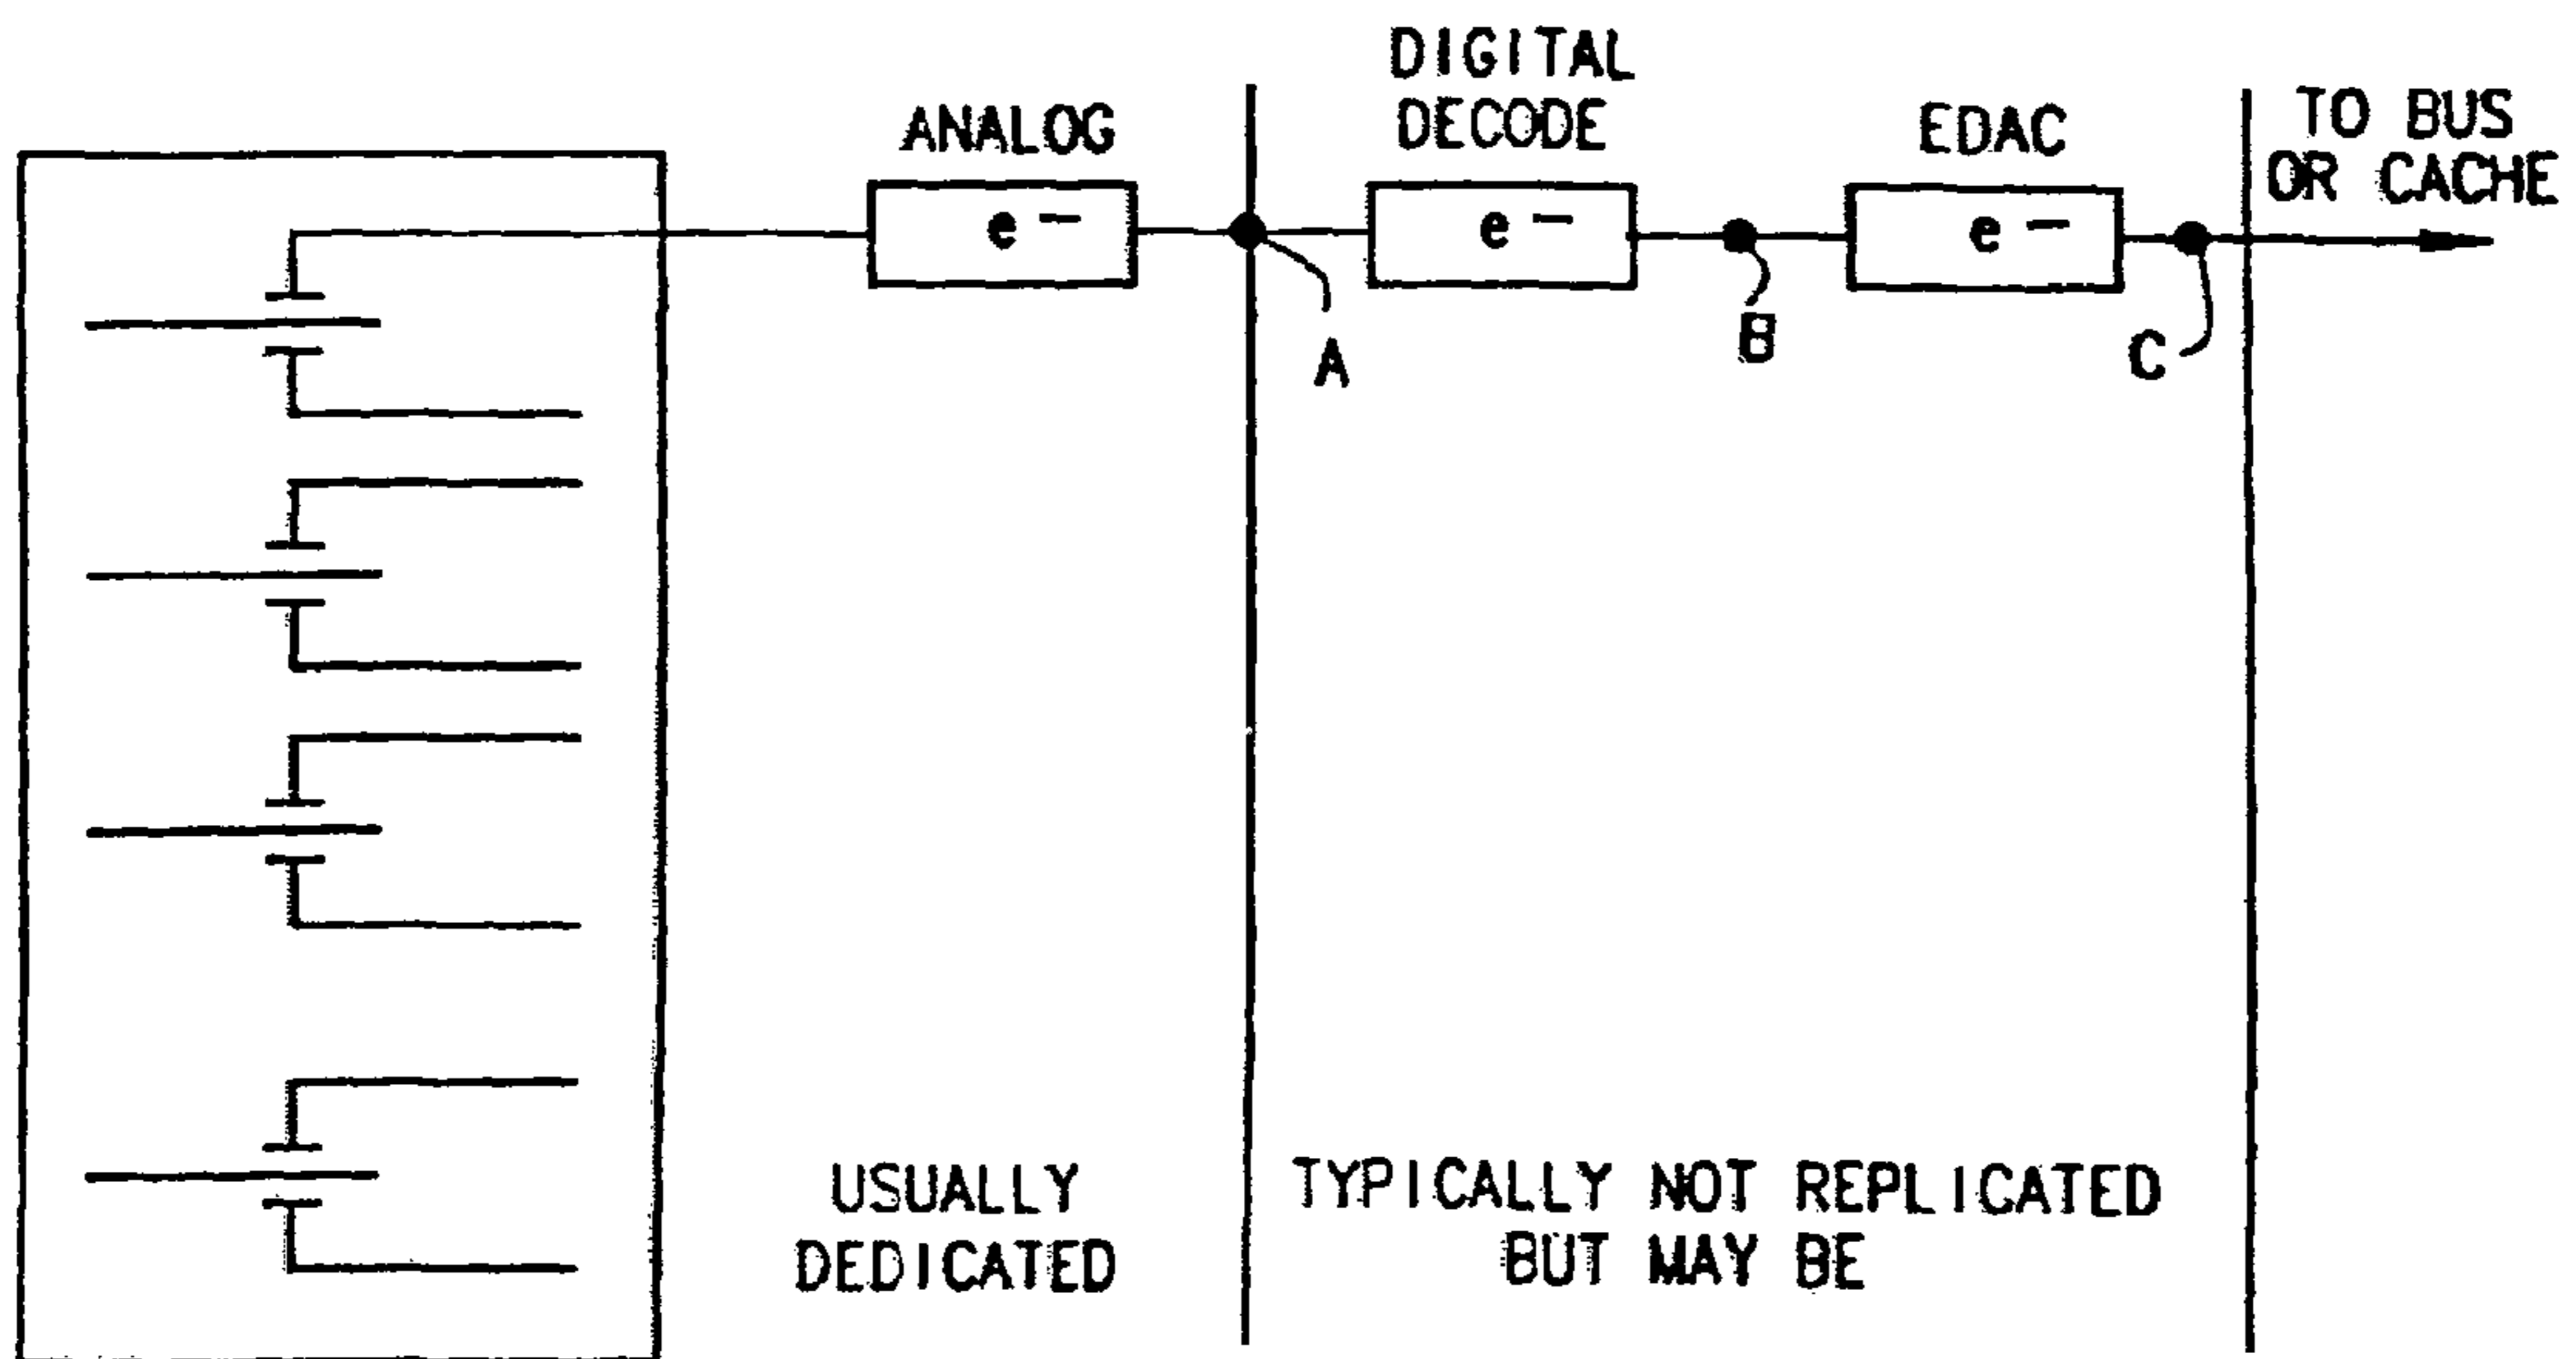 ANALOG
DIGITAL
DECODE
EDAC
TO BUS
OR CACHE
e -
e -
e -
A
B
C
USUALLY
DEDICATED
TYPICALLY NOT REPLICATED
BUT MAY BE